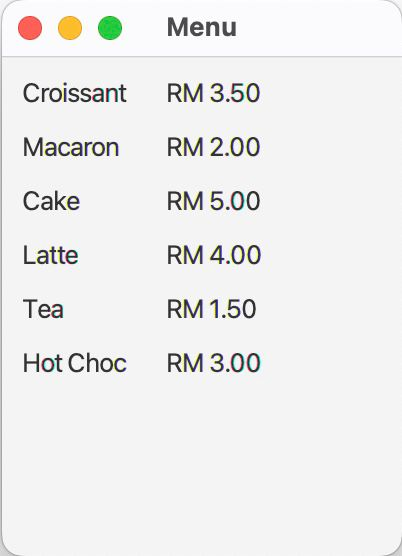 Menu
Croissant RM 3.50
Macaron RM 2.00
Cake RM 5.00
Latte RM 4.00
Tea RM 1.50
Hot Choc RM 3.00